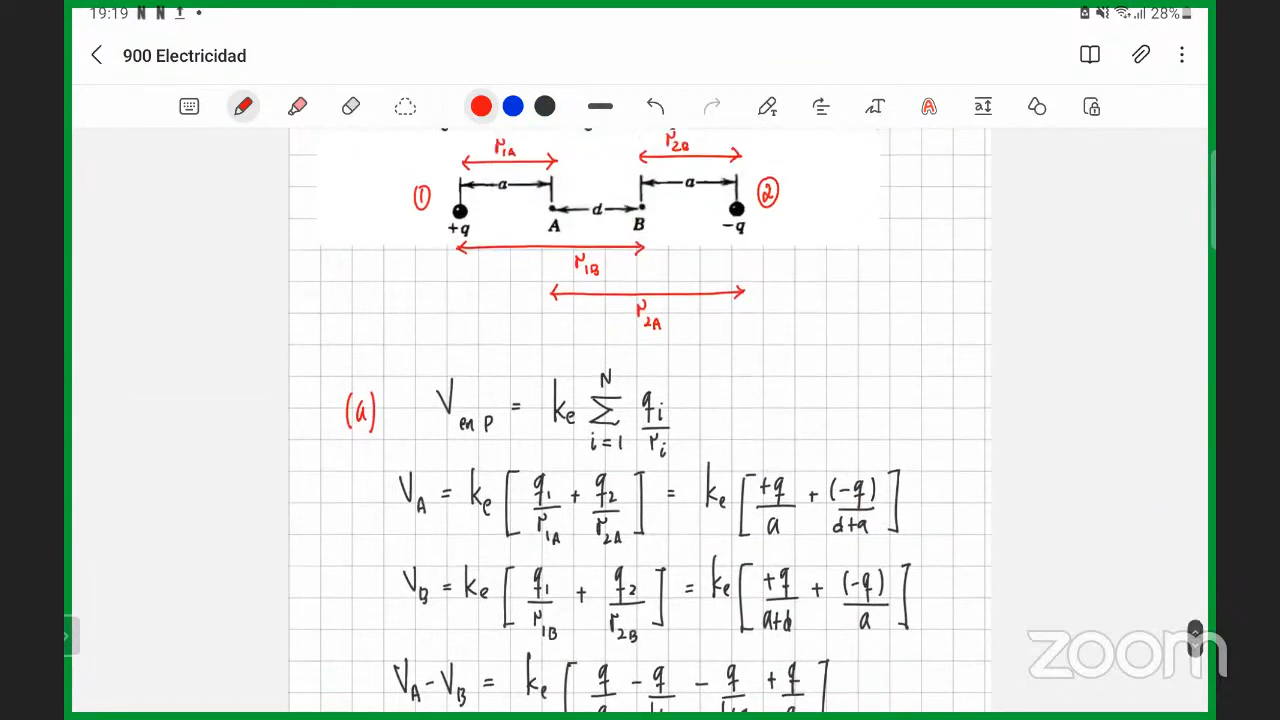 19:19 N N 28%
900 Electricidad
r1A r2B
① a a ②
+q A d B -q
r1B
r2A
(a) V en P = ke N ∑ i=1 qi/ri
VA = ke [ q1/r1A + q2/r2A ] = ke [ +q/a + (-q)/d+a ]
VB = ke [ q1/r1B + q2/r2B ] = ke [ +q/a+d + (-q)/a ]
VA - VB = ke [ q - q - q + q
zoom